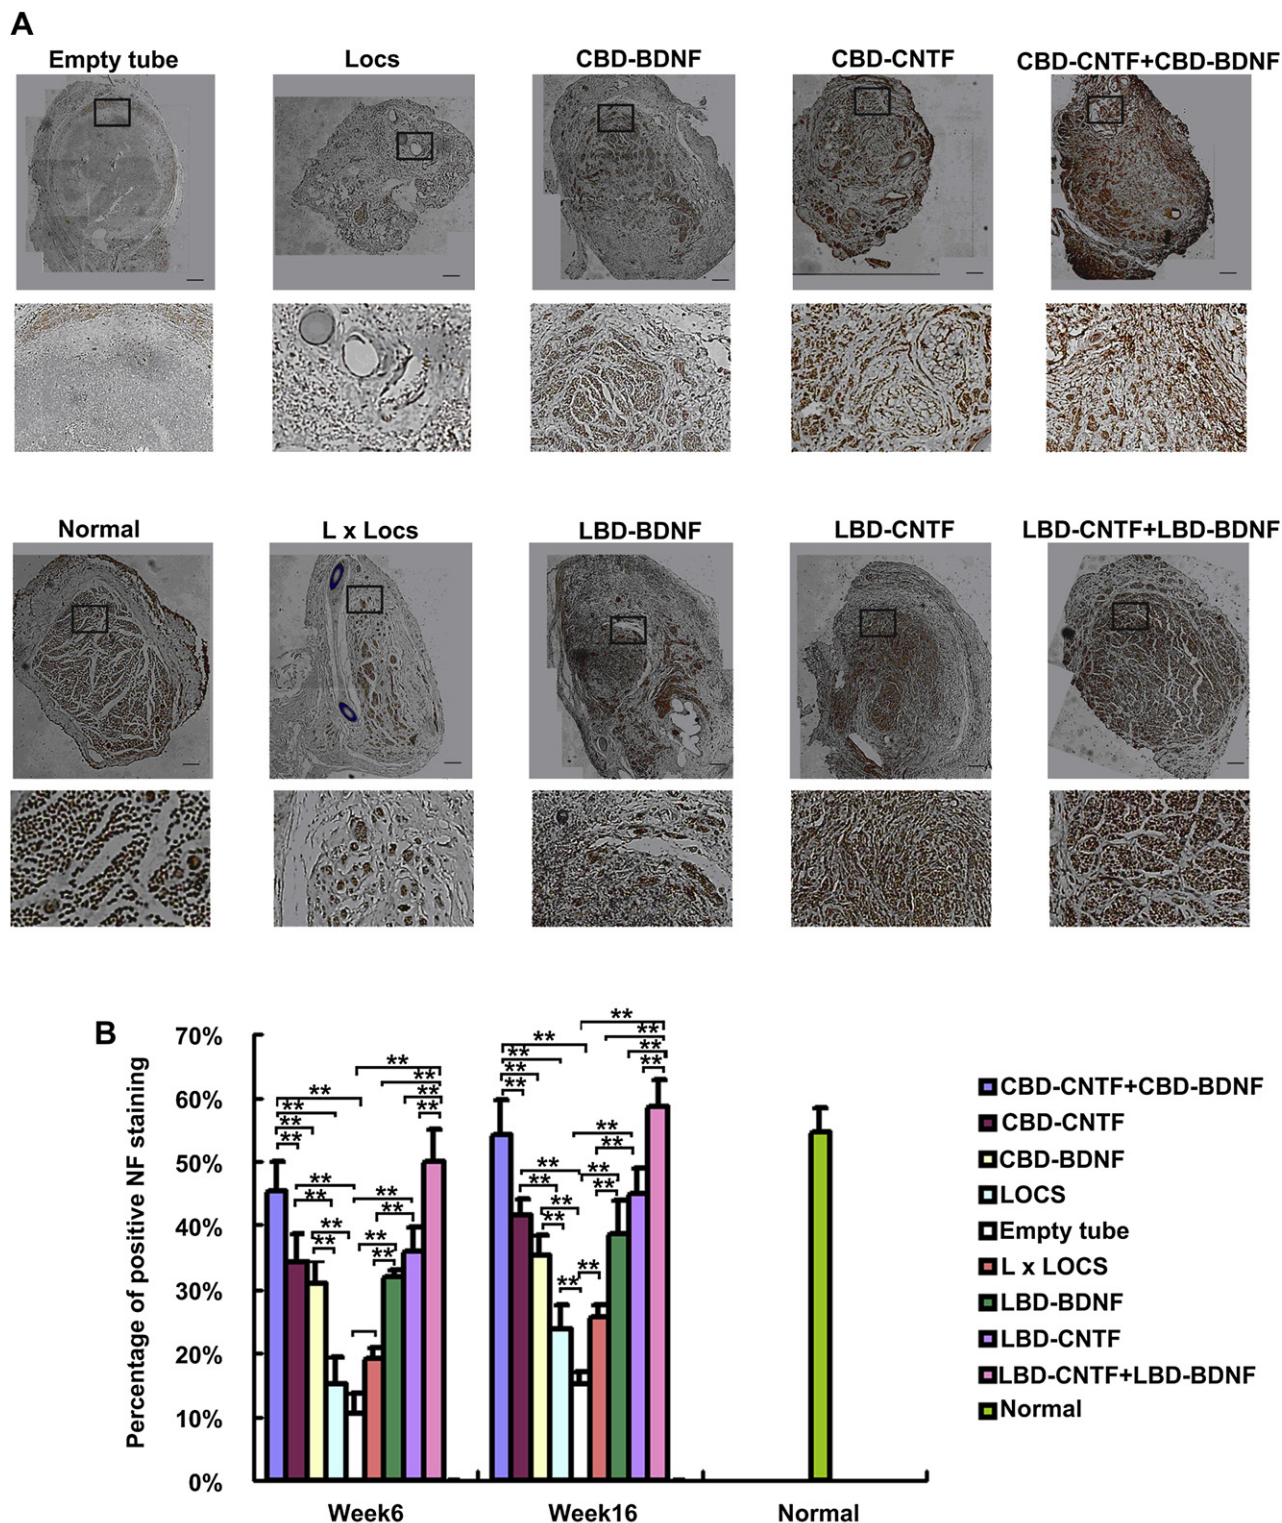 A
Empty tube Locs CBD-BDNF CBD-CNTF CBD-CNTF+CBD-BDNF
Normal L x Locs LBD-BDNF LBD-CNTF LBD-CNTF+LBD-BDNF
B
Percentage of positive NF staining
70%
60%
50%
40%
30%
20%
10%
0%
** ** ** ** ** ** ** ** ** ** ** ** ** ** ** ** ** **
** ** ** ** ** ** ** ** ** ** ** ** ** ** ** ** ** ** ** **
Week6 Week16 Normal
CBD-CNTF+CBD-BDNF
CBD-CNTF
CBD-BDNF
LOCS
Empty tube
L x LOCS
LBD-BDNF
LBD-CNTF
LBD-CNTF+LBD-BDNF
Normal